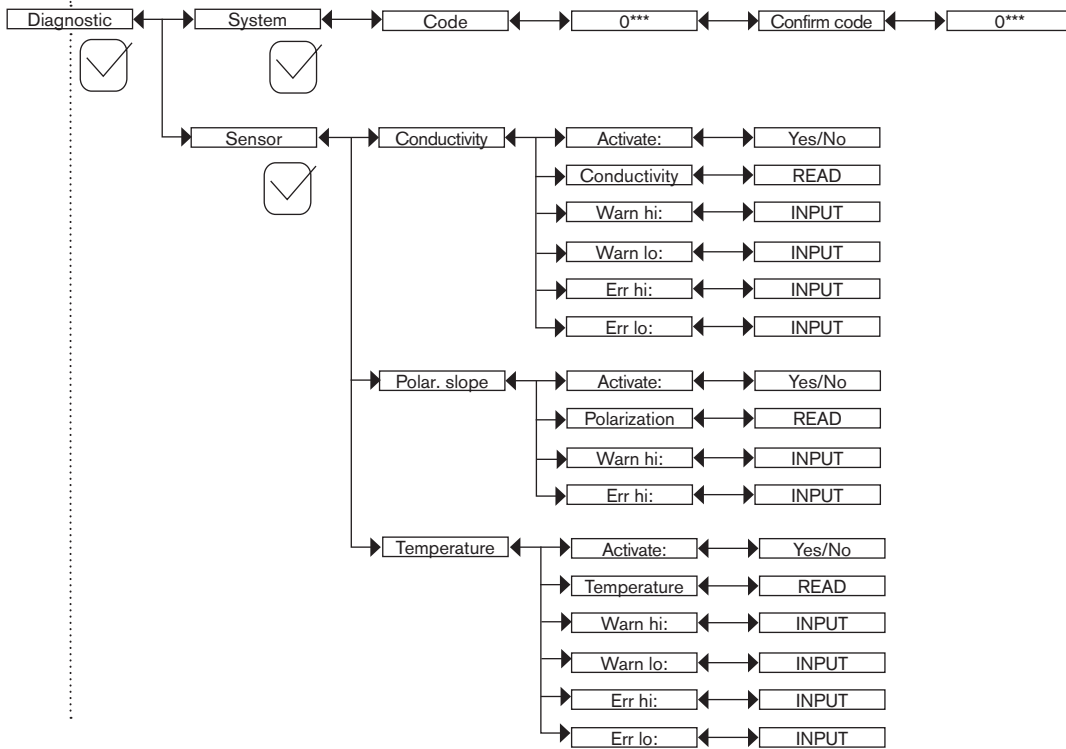 Diagnostic System Code 0*** Confirm code 0***
Sensor Conductivity Activate: Yes/No
Conductivity READ
Warn hi: INPUT
Warn lo: INPUT
Err hi: INPUT
Err lo: INPUT
Polar. slope Activate: Yes/No
Polarization READ
Warn hi: INPUT
Err hi: INPUT
Temperature Activate: Yes/No
Temperature READ
Warn hi: INPUT
Warn lo: INPUT
Err hi: INPUT
Err lo: INPUT